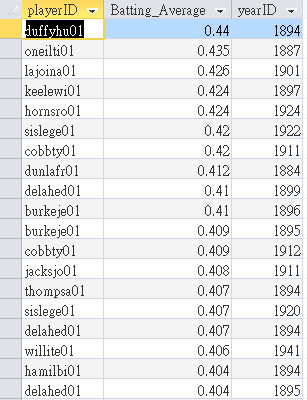 playerID Batting_Average yearID
duffyhu01 0.44 1894
oneilti01 0.435 1887
lajoina01 0.426 1901
keelewi01 0.424 1897
hornsro01 0.424 1924
sislege01 0.42 1922
cobbty01 0.42 1911
dunlafr01 0.412 1884
delahed01 0.41 1899
burkeje01 0.41 1896
burkeje01 0.409 1895
cobbty01 0.409 1912
jacksjo01 0.408 1911
thompsa01 0.407 1894
sislege01 0.407 1920
delahed01 0.407 1894
willite01 0.406 1941
hamilbi01 0.404 1894
delahed01 0.404 1895